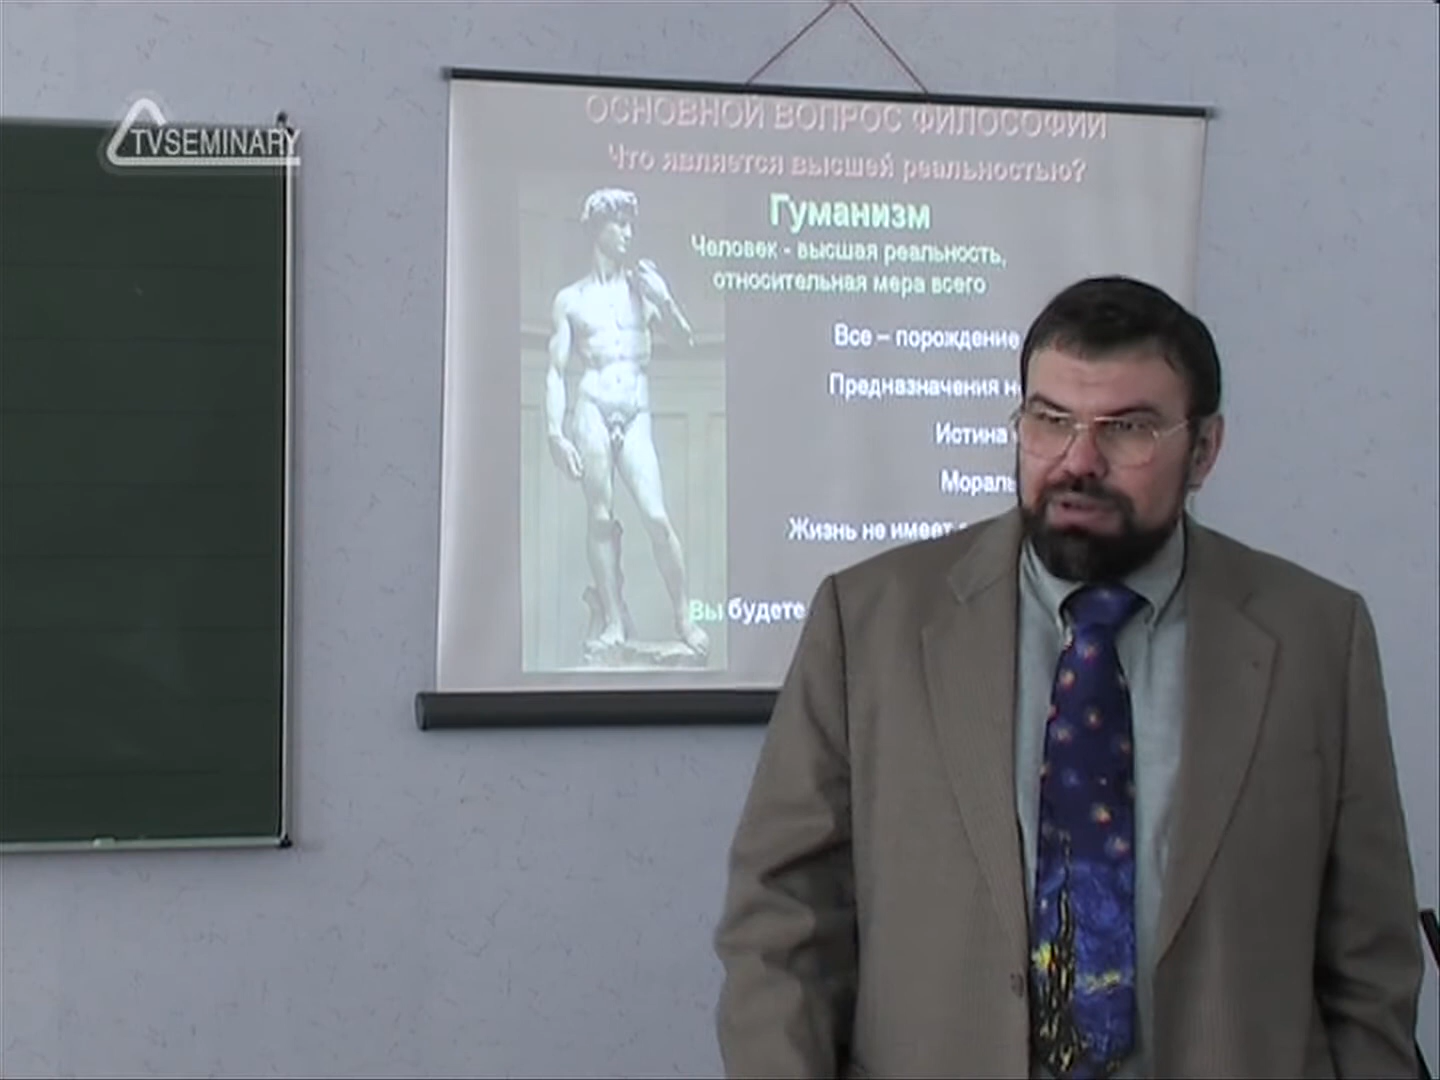 TVSEMINARY
ОСНОВНОЙ ВОПРОС ФИЛОСОФИИ
Что является высшей реальностью?
Гуманизм
Человек - высшая реальность,
относительная мера всего
Все – порождение
Предназначения
Истина
Мораль
Жизнь не имеет
Вы будете